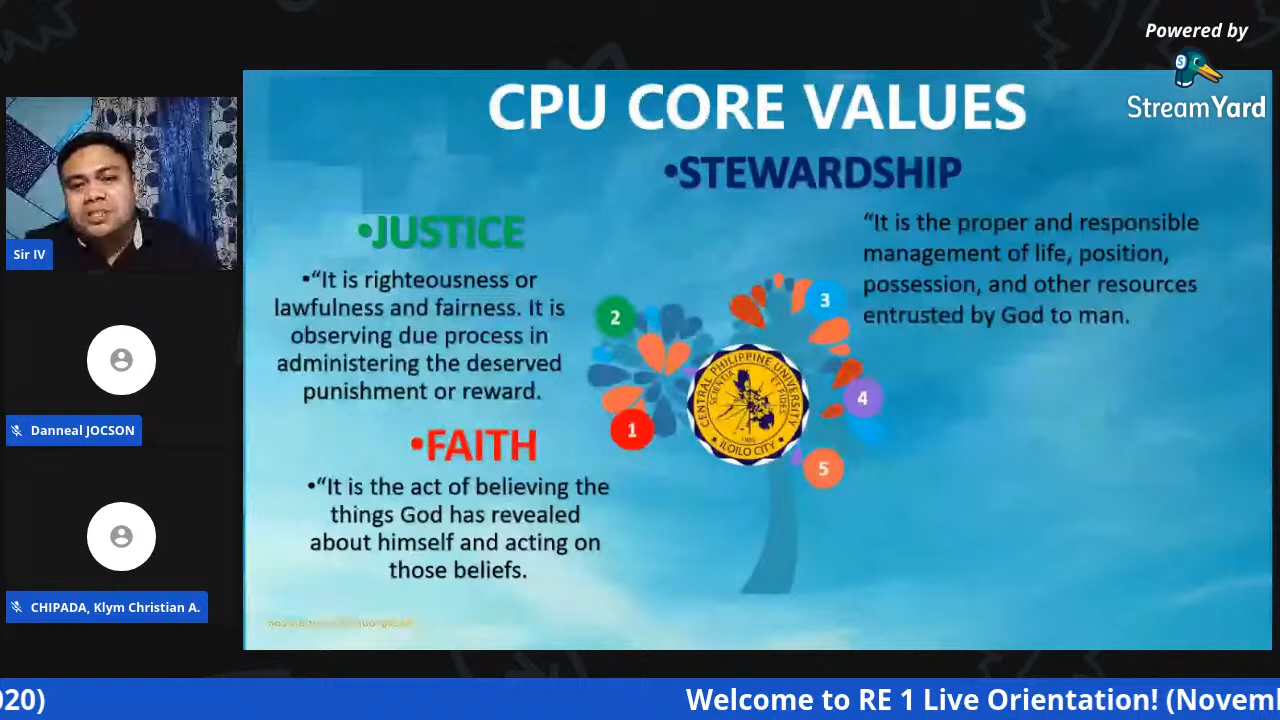 Powered by
StreamYard
CPU CORE VALUES
•STEWARDSHIP
“It is the proper and responsible
management of life, position,
possession, and other resources
entrusted by God to man.
•JUSTICE
•“It is righteousness or
lawfulness and fairness. It is
observing due process in
administering the deserved
punishment or reward.
•FAITH
•“It is the act of believing the
things God has revealed
about himself and acting on
those beliefs.
2
3
1
4
5
CENTRAL PHILIPPINE UNIVERSITY
SCIENTIA ET FIDES
1905
ILOILO CITY
Sir IV
Danneal JOCSON
CHIPADA, Klym Christian A.
020) Welcome to RE 1 Live Orientation! (Novem